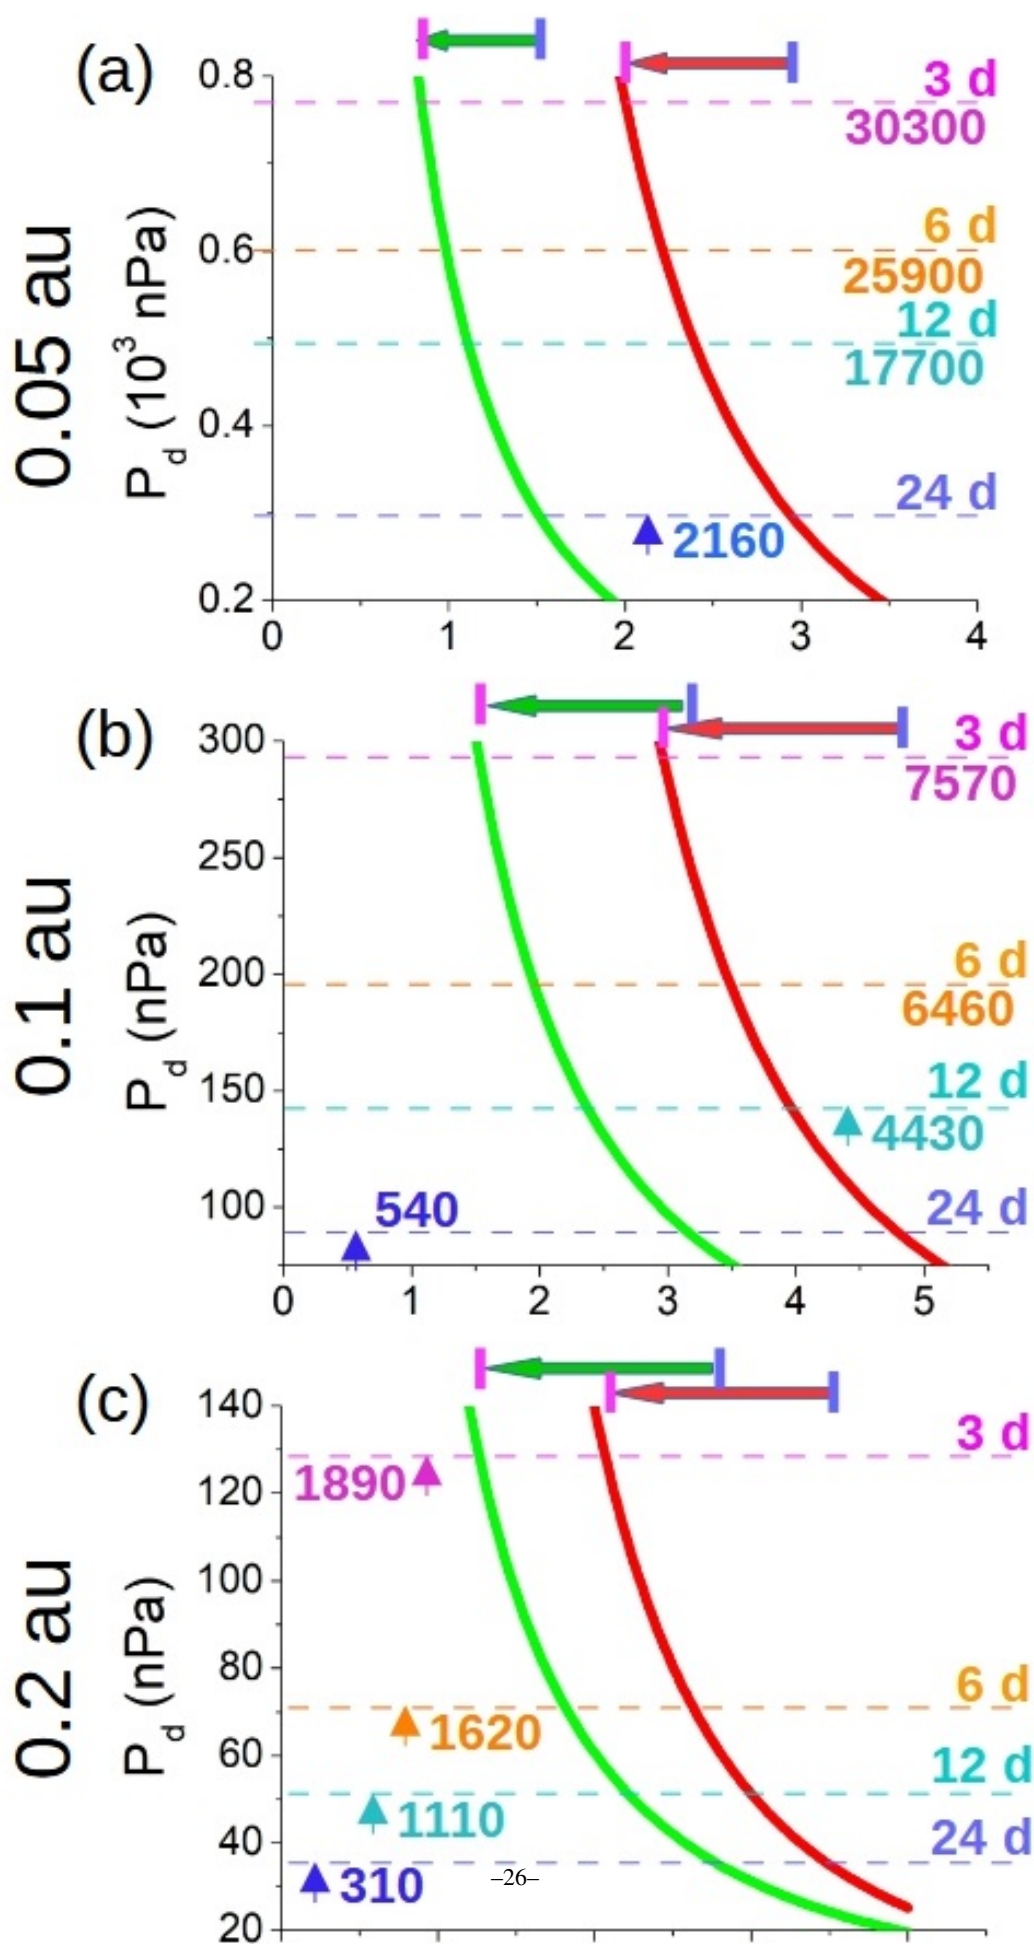 (a)
0.05 au
P_d (10³ nPa)
0.8
0.6
0.4
0.2
0 1 2 3 4
3 d
30300
6 d
25900
12 d
17700
24 d
2160
(b)
0.1 au
P_d (nPa)
300
250
200
150
100
0 1 2 3 4 5
3 d
7570
6 d
6460
12 d
4430
24 d
540
(c)
0.2 au
P_d (nPa)
140
120
100
80
60
40
20
3 d
1890
6 d
1620
12 d
1110
24 d
310
–26–